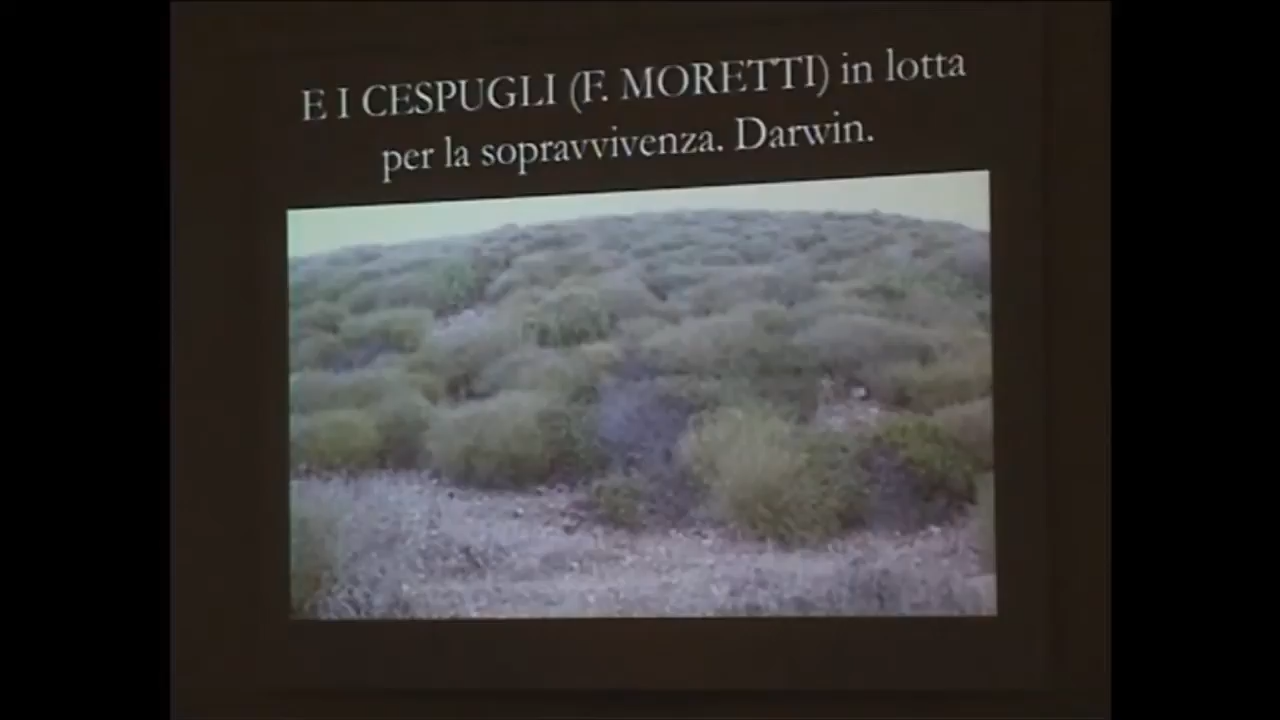 E I CESPUGLI (F. MORETTI) in lotta
per la sopravvivenza. Darwin.